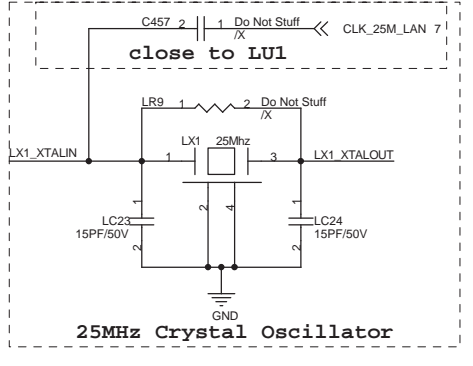 C457 2 1 Do Not Stuff
/X
CLK_25M_LAN 7
close to LU1
LR9 1 2 Do Not Stuff
/X
LX1 25Mhz
LX1_XTALIN 1 3 LX1_XTALOUT
1 2 4 1
LC23
15PF/50V
LC24
15PF/50V
2 2
GND
25MHz Crystal Oscillator